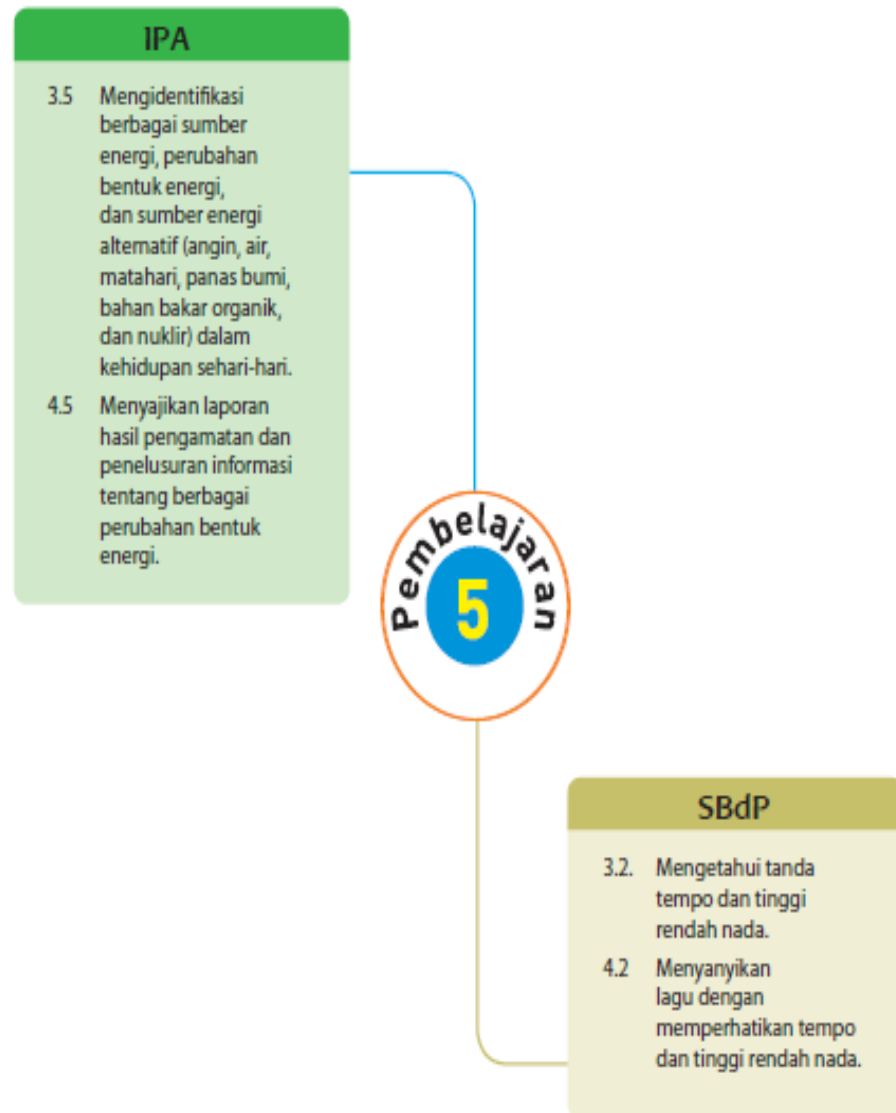 IPA
3.5 Mengidentifikasi
berbagai sumber
energi, perubahan
bentuk energi,
dan sumber energi
alternatif (angin, air,
matahari, panas bumi,
bahan bakar organik,
dan nuklir) dalam
kehidupan sehari-hari.
4.5 Menyajikan laporan
hasil pengamatan dan
penelusuran informasi
tentang berbagai
perubahan bentuk
energi.
Pembelajaran
5
SBdP
3.2. Mengetahui tanda
tempo dan tinggi
rendah nada.
4.2 Menyanyikan
lagu dengan
memperhatikan tempo
dan tinggi rendah nada.